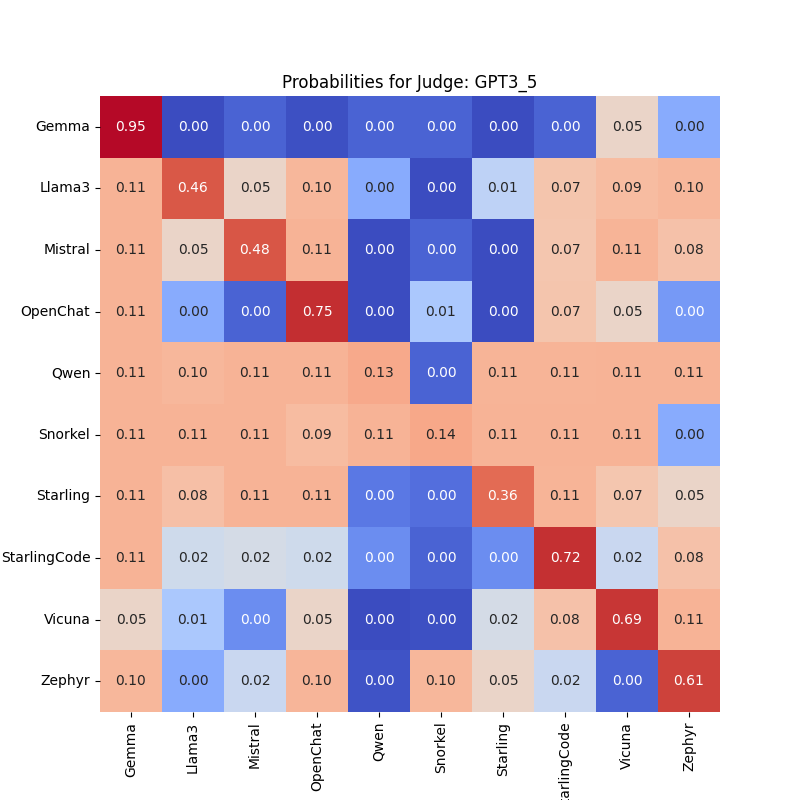 Probabilities for Judge: GPT3_5
Gemma 0.95 0.00 0.00 0.00 0.00 0.00 0.00 0.00 0.05 0.00
Llama3 0.11 0.46 0.05 0.10 0.00 0.00 0.01 0.07 0.09 0.10
Mistral 0.11 0.05 0.48 0.11 0.00 0.00 0.00 0.07 0.11 0.08
OpenChat 0.11 0.00 0.00 0.75 0.00 0.01 0.00 0.07 0.05 0.00
Qwen 0.11 0.10 0.11 0.11 0.13 0.00 0.11 0.11 0.11 0.11
Snorkel 0.11 0.11 0.11 0.09 0.11 0.14 0.11 0.11 0.11 0.00
Starling 0.11 0.08 0.11 0.11 0.00 0.00 0.36 0.11 0.07 0.05
StarlingCode 0.11 0.02 0.02 0.02 0.00 0.00 0.00 0.72 0.02 0.08
Vicuna 0.05 0.01 0.00 0.05 0.00 0.00 0.02 0.08 0.69 0.11
Zephyr 0.10 0.00 0.02 0.10 0.00 0.10 0.05 0.02 0.00 0.61
Gemma Llama3 Mistral OpenChat Qwen Snorkel Starling arlingCode Vicuna Zephyr